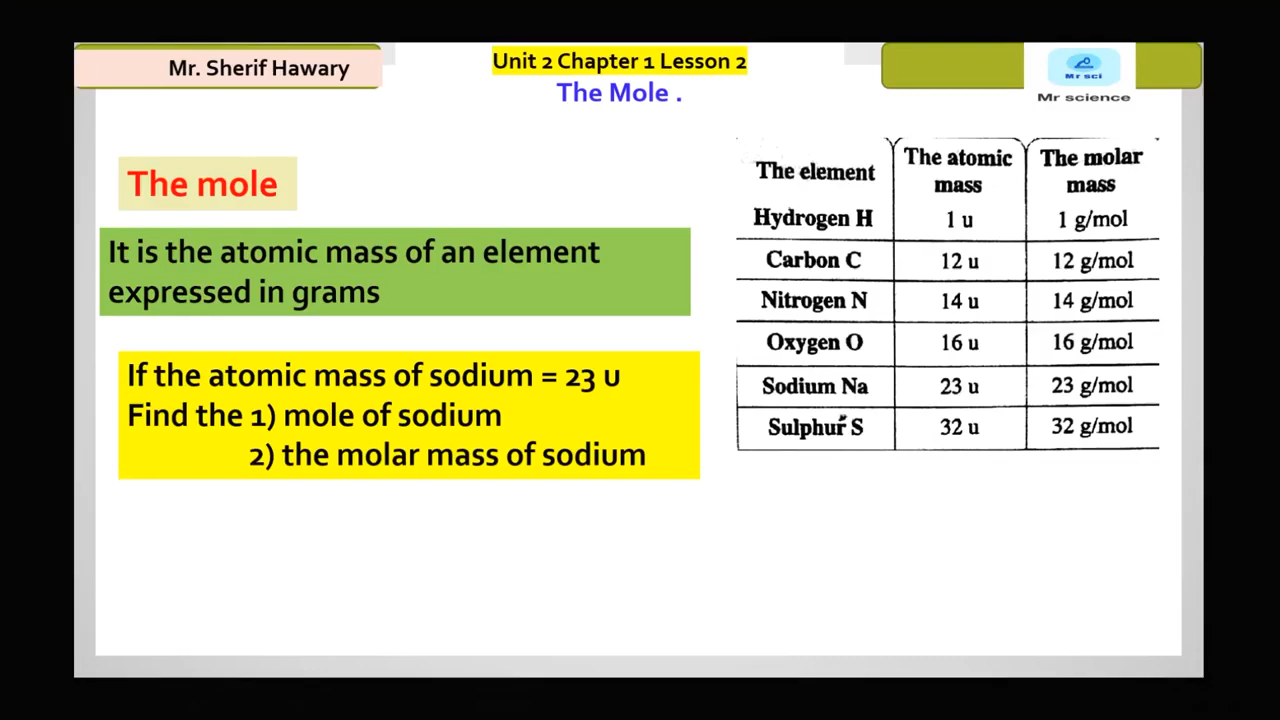 Mr. Sherif Hawary
Unit 2 Chapter 1 Lesson 2
The Mole .
Mr sci
Mr science
The mole
It is the atomic mass of an element
expressed in grams
If the atomic mass of sodium = 23 u
Find the 1) mole of sodium
2) the molar mass of sodium
The element The atomic mass The molar mass
Hydrogen H 1 u 1 g/mol
Carbon C 12 u 12 g/mol
Nitrogen N 14 u 14 g/mol
Oxygen O 16 u 16 g/mol
Sodium Na 23 u 23 g/mol
Sulphur S 32 u 32 g/mol